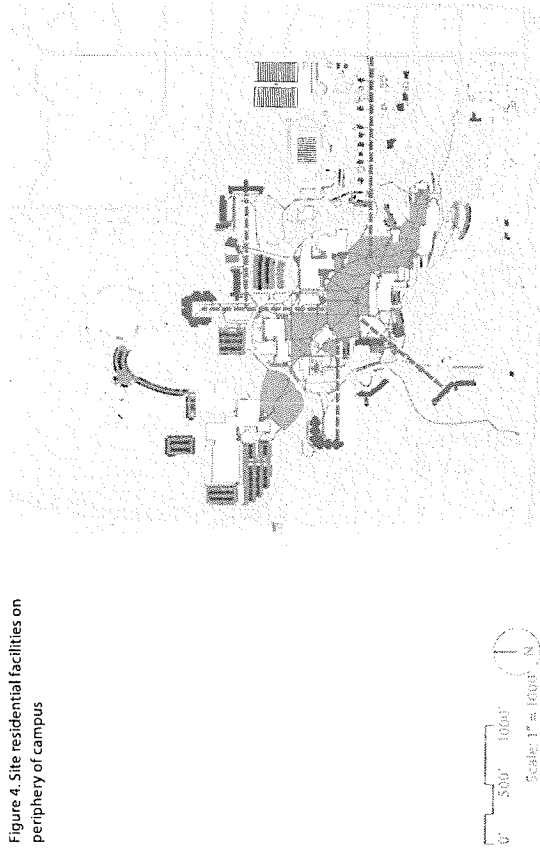 Figure 4. Site residential facilities on
periphery of campus
0' 500' 1000'
Scale: 1" = 1000'
N